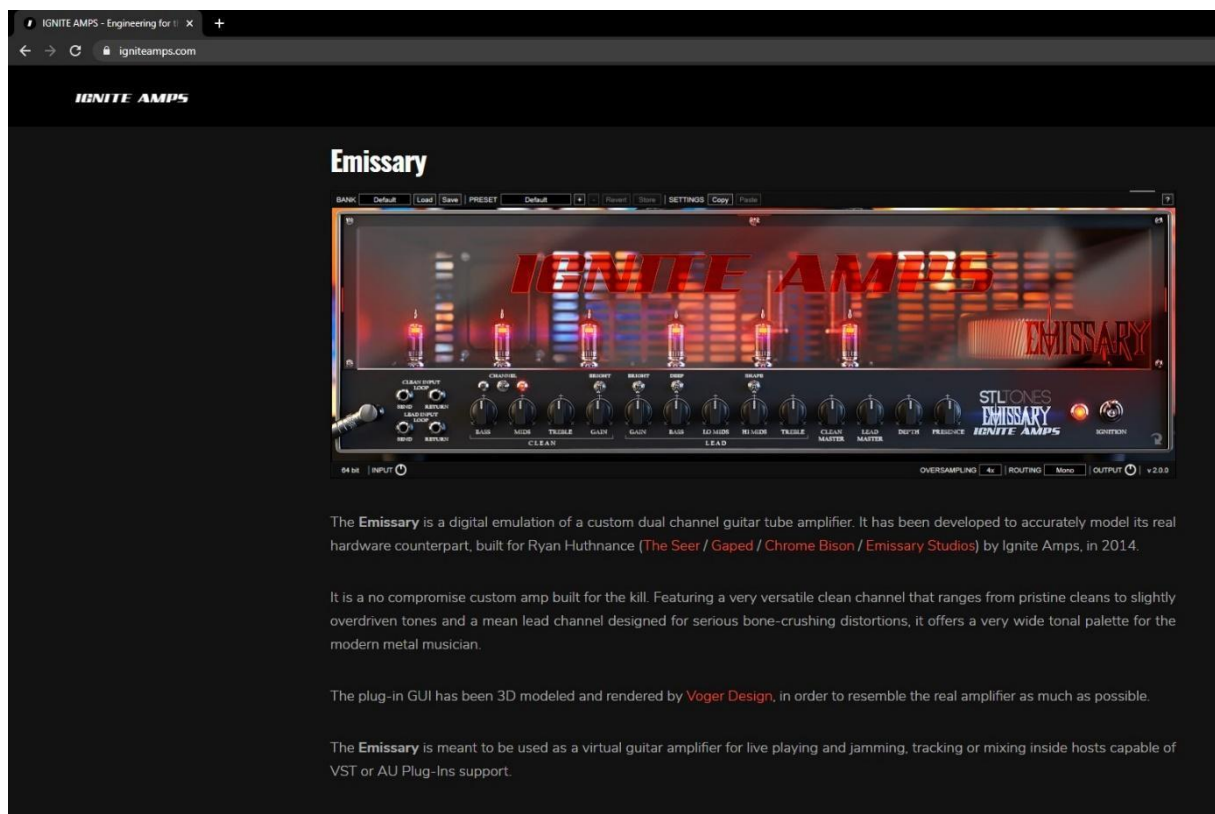 IGNITE AMPS - Engineering for t
igniteamps.com
IGNITE AMPS
Emissary
BANK Default Load Save PRESET Default + - Revert Store SETTINGS Copy Paste ?
IGNITE AMPS
EMISSARY
CLEAN INPUT
LOOP
SEND RETURN
LEAD INPUT
LOOP
SEND RETURN
CHANNEL BRIGHT BRIGHT DEEP SHAPE
BASS MIDS TREBLE GAIN GAIN BASS LO MIDS HI MIDS TREBLE CLEAN MASTER LEAD MASTER DEPTH PRESENCE
CLEAN LEAD
STL TONES
EMISSARY
IGNITE AMPS
IGNITION
64 bit INPUT OVERSAMPLING 4x ROUTING Mono OUTPUT v 2.0.0
The Emissary is a digital emulation of a custom dual channel guitar tube amplifier. It has been developed to accurately model its real
hardware counterpart, built for Ryan Huthnance (The Seer / Gaped / Chrome Bison / Emissary Studios) by Ignite Amps, in 2014.
It is a no compromise custom amp built for the kill. Featuring a very versatile clean channel that ranges from pristine cleans to slightly
overdriven tones and a mean lead channel designed for serious bone-crushing distortions, it offers a very wide tonal palette for the
modern metal musician.
The plug-in GUI has been 3D modeled and rendered by Voger Design, in order to resemble the real amplifier as much as possible.
The Emissary is meant to be used as a virtual guitar amplifier for live playing and jamming, tracking or mixing inside hosts capable of
VST or AU Plug-Ins support.